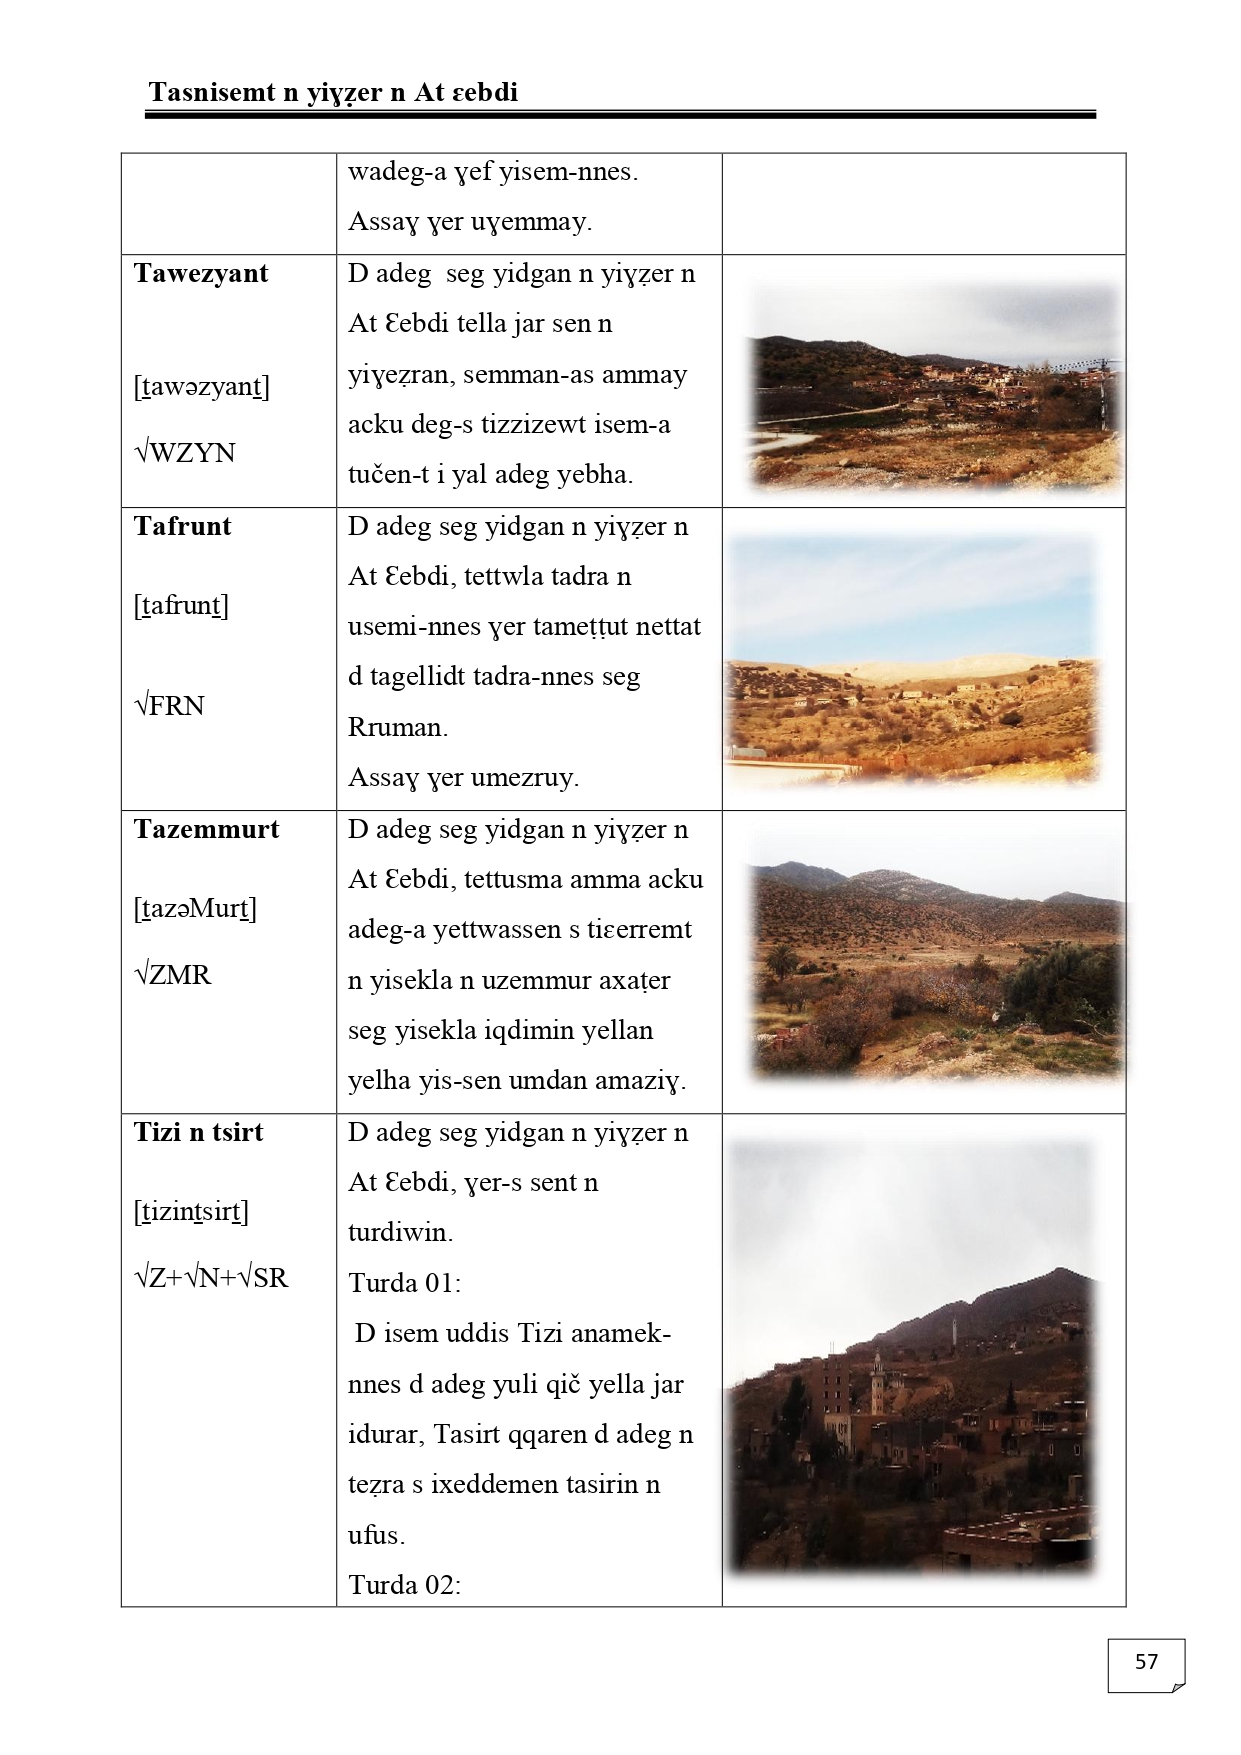 Tasnisemt n yiɣẓer n At ɛebdi
wadeg-a ɣef yisem-nnes.
Assaɣ ɣer uɣemmay.
Tawezyant
[ṯawəzyanṯ]
√WZYN
D adeg  seg yidgan n yiɣẓer n
At Ɛebdi tella jar sen n
yiɣeẓran, semman-as ammay
acku deg-s tizzizewt isem-a
tučen-t i yal adeg yebha.
Tafrunt
[ṯafrunṯ]
√FRN
D adeg seg yidgan n yiɣẓer n
At Ɛebdi, tettwla tadra n
usemi-nnes ɣer tameṭṭut nettat
d tagellidt tadra-nnes seg
Rruman.
Assaɣ ɣer umezruy.
Tazemmurt
[ṯazəMurṯ]
√ZMR
D adeg seg yidgan n yiɣẓer n
At Ɛebdi, tettusma amma acku
adeg-a yettwassen s tiɛerremt
n yisekla n uzemmur axaṭer
seg yisekla iqdimin yellan
yelha yis-sen umdan amaziɣ.
Tizi n tsirt
[ṯizinṯsirṯ]
√Z+√N+√SR
D adeg seg yidgan n yiɣẓer n
At Ɛebdi, ɣer-s sent n
turdiwin.
Turda 01:
D isem uddis Tizi anamek-
nnes d adeg yuli qič yella jar
idurar, Tasirt qqaren d adeg n
teẓra s ixeddemen tasirin n
ufus.
Turda 02:
57